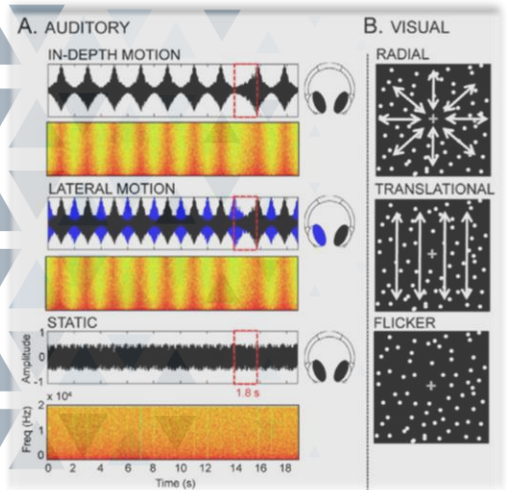 A. AUDITORY
IN-DEPTH MOTION
LATERAL MOTION
STATIC
Amplitude
1
0
-1
1.8 s
x 10⁴
Freq (Hz)
2
1
0
0 2 4 6 8 10 12 14 16 18
Time (s)
B. VISUAL
RADIAL
TRANSLATIONAL
FLICKER